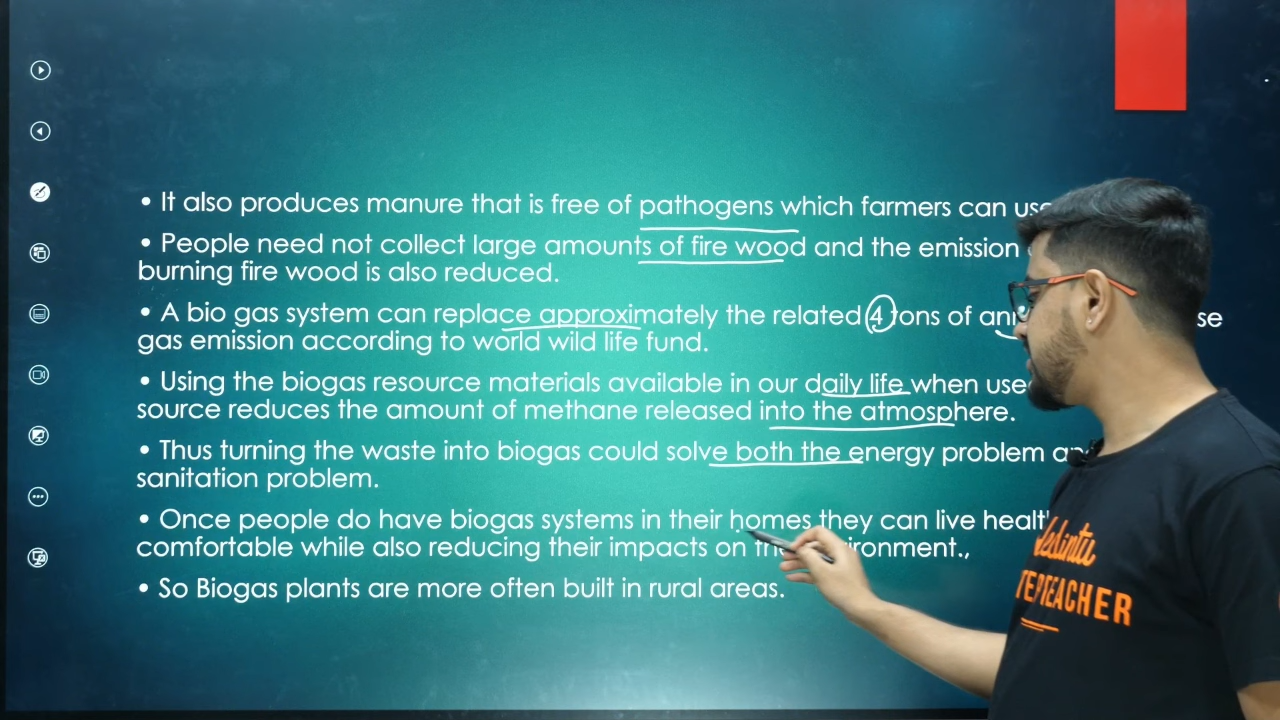 • It also produces manure that is free of pathogens which farmers can use
• People need not collect large amounts of fire wood and the emission
burning fire wood is also reduced.
• A bio gas system can replace approximately the related 4 tons of se
gas emission according to world wild life fund.
• Using the biogas resource materials available in our daily life when
source reduces the amount of methane released into the atmosphere.
• Thus turning the waste into biogas could solve both the energy problem
sanitation problem.
• Once people do have biogas systems in their homes they can live
comfortable while also reducing their impacts on
• So Biogas plants are more often built in rural areas.
Vedantu